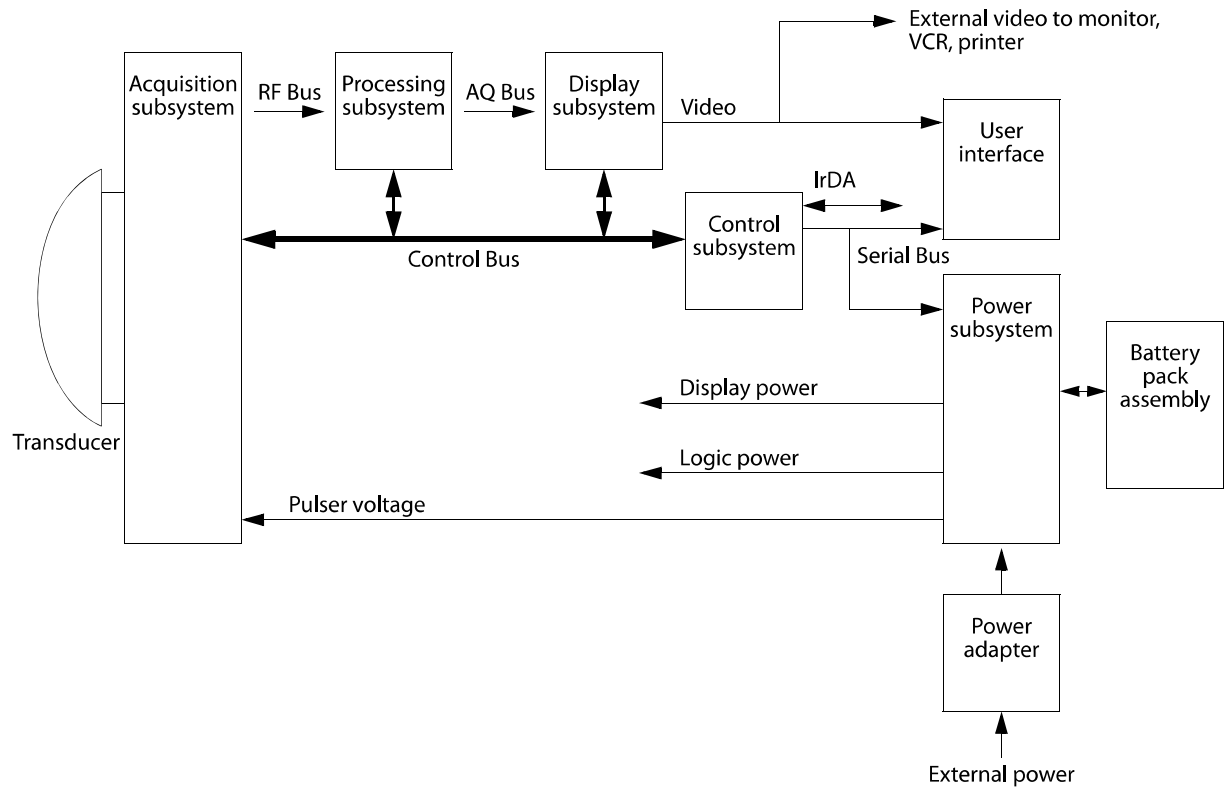 External video to monitor,
VCR, printer
Acquisition
subsystem
RF Bus
Processing
subsystem
AQ Bus
Display
subsystem
Video
User
interface
IrDA
Control
subsystem
Control Bus
Serial Bus
Power
subsystem
Battery
pack
assembly
Display power
Transducer
Logic power
Pulser voltage
Power
adapter
External power